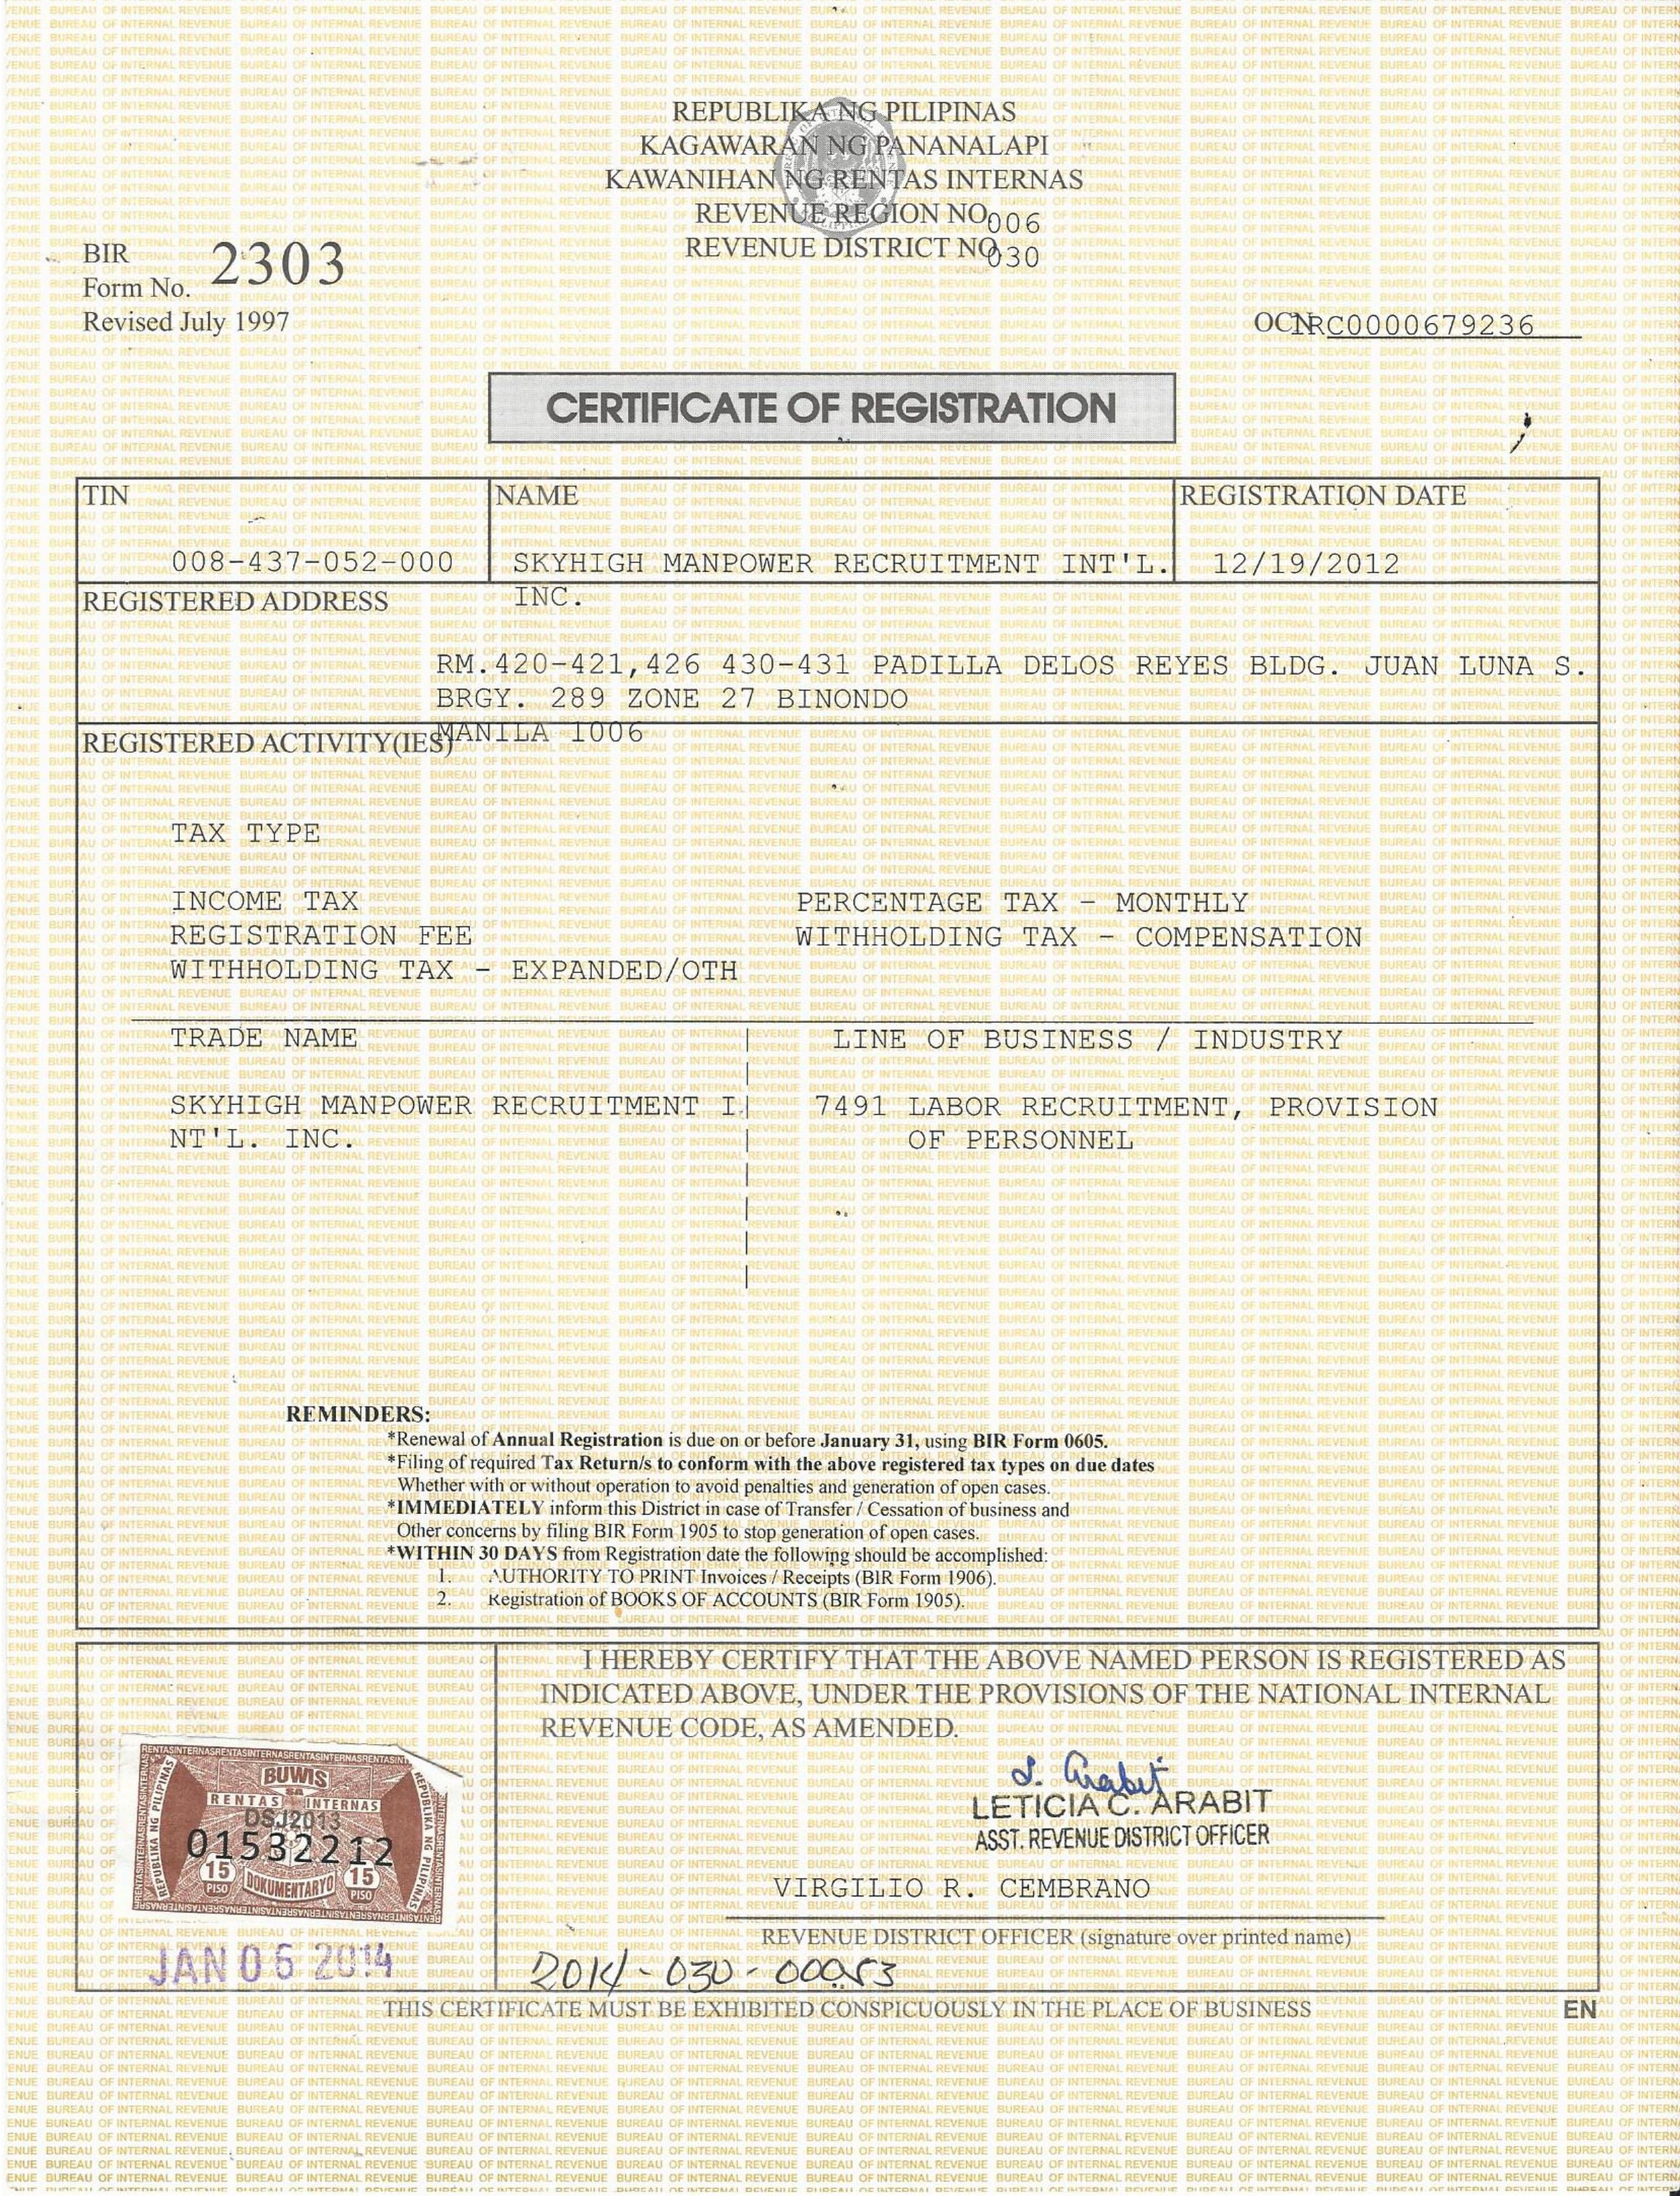 REPUBLIKA NG PILIPINAS
KAGAWARAN NG PANANALAPI
KAWANIHAN NG RENTAS INTERNAS
REVENUE REGION NO. 006
REVENUE DISTRICT NO. 030
BIR
Form No. 2303
Revised July 1997
OCN RC0000679236
CERTIFICATE OF REGISTRATION
TIN NAME REGISTRATION DATE
008-437-052-000 SKYHIGH MANPOWER RECRUITMENT INT'L. 12/19/2012
INC.
REGISTERED ADDRESS
RM.420-421,426 430-431 PADILLA DELOS REYES BLDG. JUAN LUNA S.
BRGY. 289 ZONE 27 BINONDO
MANILA 1006
REGISTERED ACTIVITY(IES)
TAX TYPE
INCOME TAX PERCENTAGE TAX - MONTHLY
REGISTRATION FEE WITHHOLDING TAX - COMPENSATION
WITHHOLDING TAX - EXPANDED/OTH
TRADE NAME LINE OF BUSINESS / INDUSTRY
SKYHIGH MANPOWER RECRUITMENT I 7491 LABOR RECRUITMENT, PROVISION
NT'L. INC. OF PERSONNEL
REMINDERS:
*Renewal of Annual Registration is due on or before January 31, using BIR Form 0605.
*Filing of required Tax Return/s to conform with the above registered tax types on due dates
Whether with or without operation to avoid penalties and generation of open cases.
*IMMEDIATELY inform this District in case of Transfer / Cessation of business and
Other concerns by filing BIR Form 1905 to stop generation of open cases.
*WITHIN 30 DAYS from Registration date the following should be accomplished:
1. AUTHORITY TO PRINT Invoices / Receipts (BIR Form 1906).
2. Registration of BOOKS OF ACCOUNTS (BIR Form 1905).
I HEREBY CERTIFY THAT THE ABOVE NAMED PERSON IS REGISTERED AS
INDICATED ABOVE, UNDER THE PROVISIONS OF THE NATIONAL INTERNAL
REVENUE CODE, AS AMENDED.
BUWIS
SA
RENTAS INTERNAS
DSJ2013
01532212
15 PISO 15 PISO
DOKUMENTARYO
REPUBLIKA NG PILIPINAS
REPUBLIKA NG PILIPINAS
JAN 06 2014
L. Arabit
LETICIA C. ARABIT
ASST. REVENUE DISTRICT OFFICER
VIRGILIO R. CEMBRANO
REVENUE DISTRICT OFFICER (signature over printed name)
2014-030-00053
THIS CERTIFICATE MUST BE EXHIBITED CONSPICUOUSLY IN THE PLACE OF BUSINESS
EN